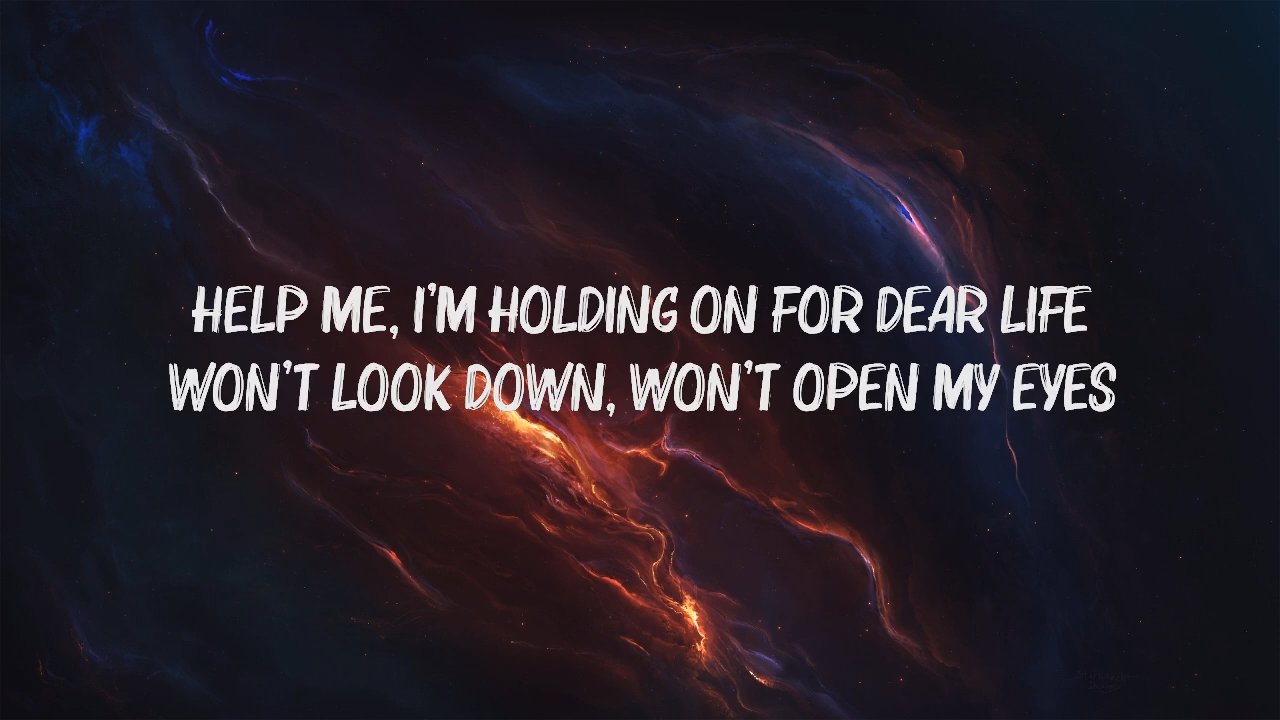 HELP ME, I'M HOLDING ON FOR DEAR LIFE
WON'T LOOK DOWN, WON'T OPEN MY EYES